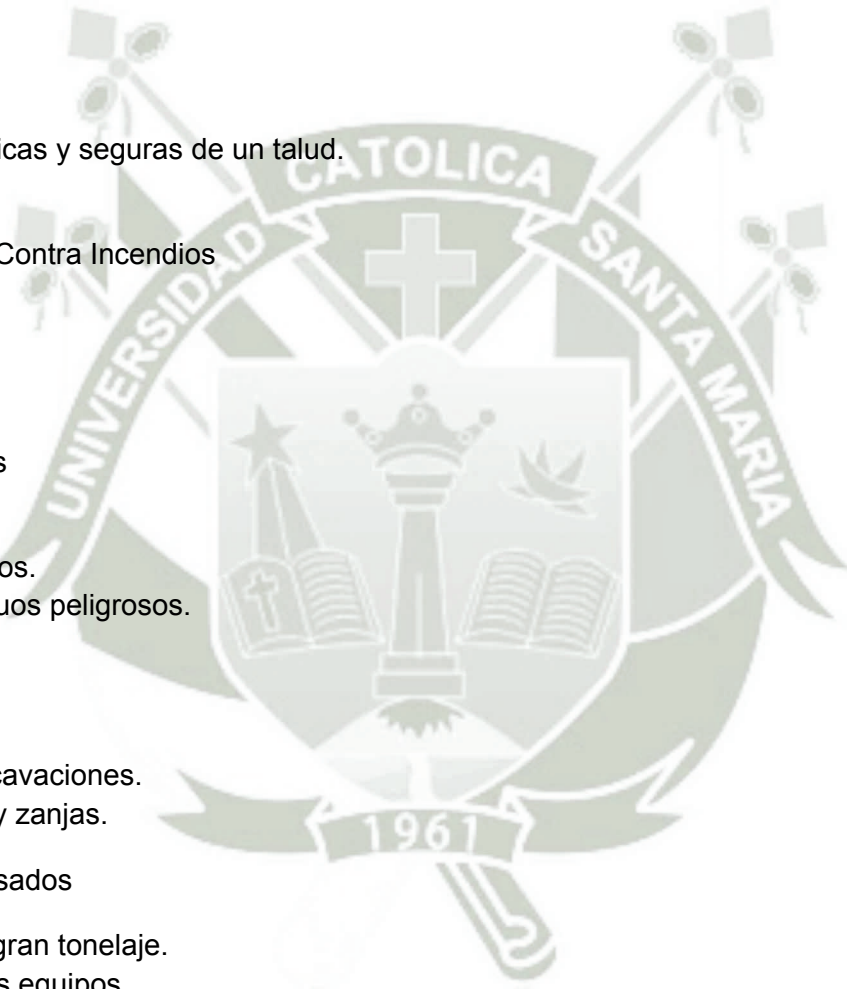 icas y seguras de un talud.
CATOLICA
UNIVERSIDAD
SANTA MARIA
Contra Incendios
s
os.
uos peligrosos.
cavaciones.
y zanjas.
1961
sados
gran tonelaje.
s equipos